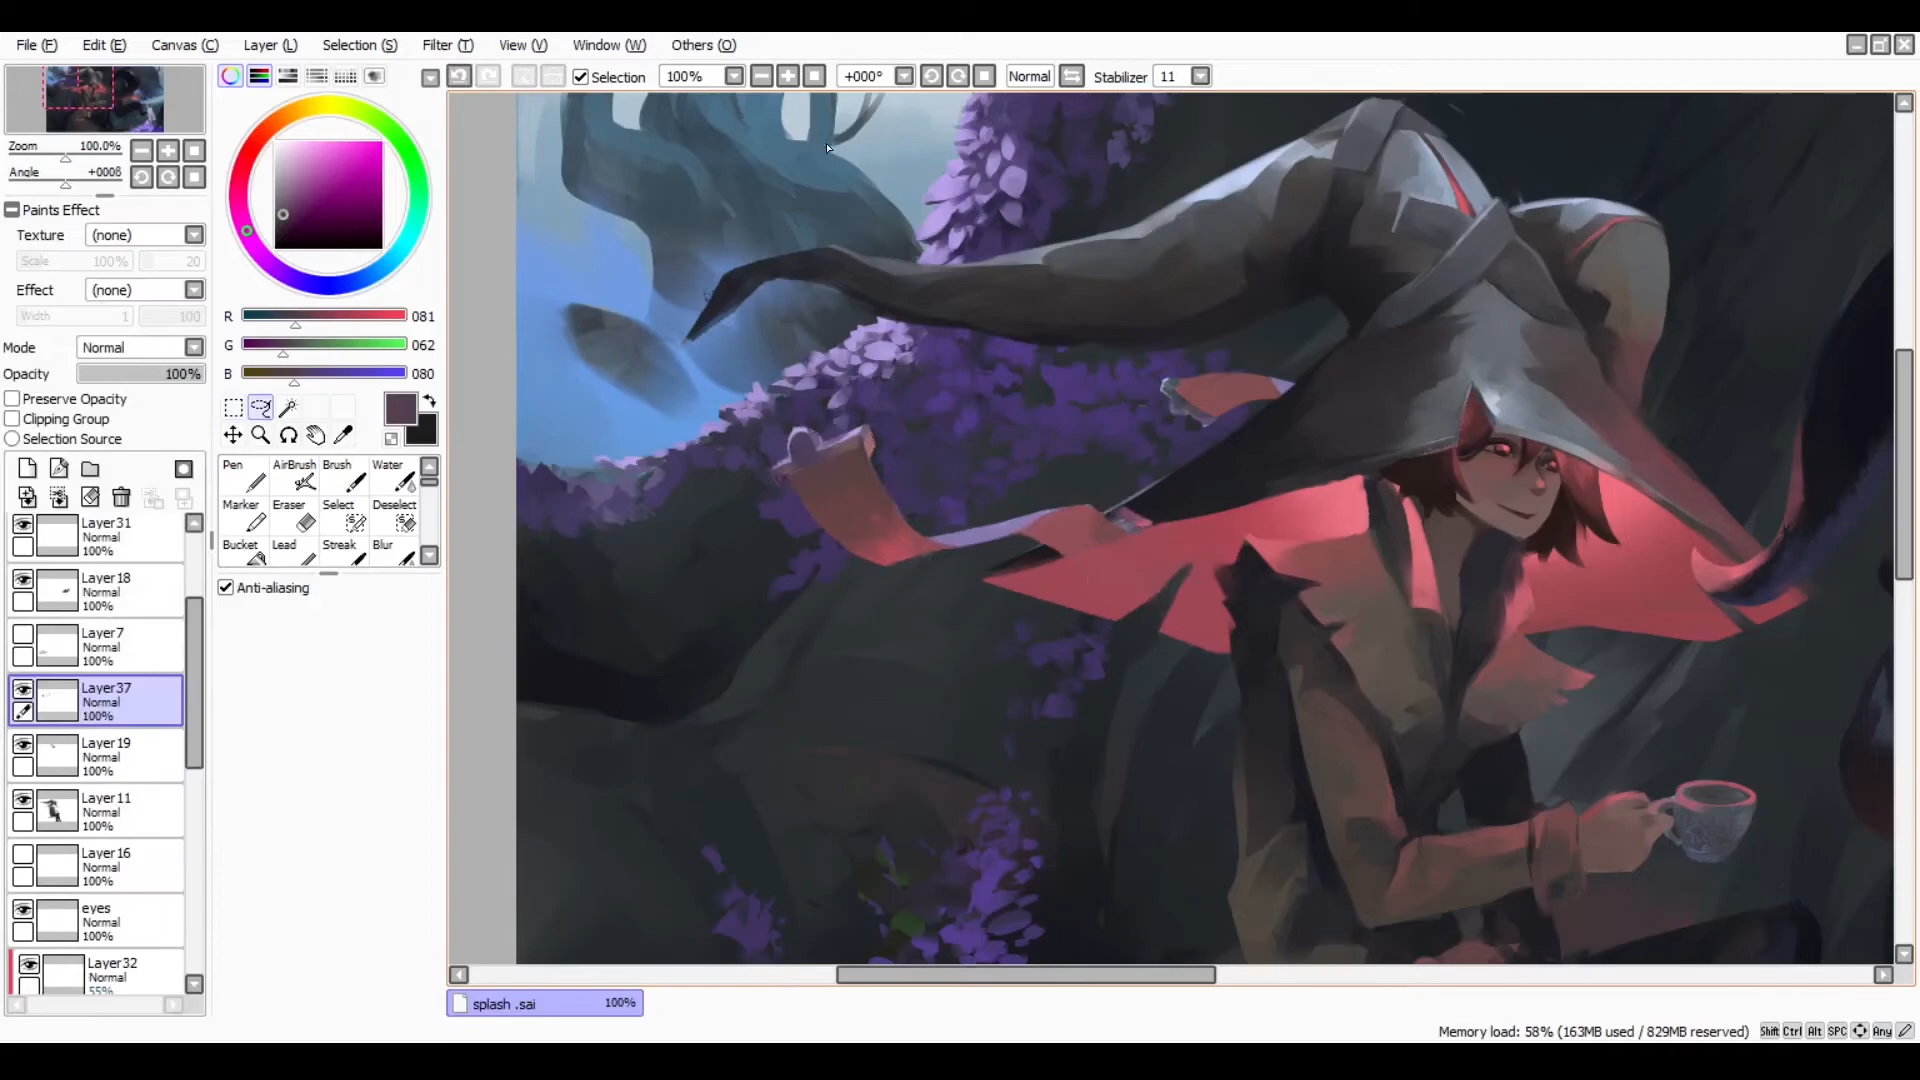 File (F) Edit (E) Canvas (C) Layer (L) Selection (S) Filter (T) View (V) Window (W) Others (O)
Selection 100% +000° Normal Stabilizer 11
Zoom 100.0%
Angle +0008
Paints Effect
Texture (none)
Scale 100% 20
Effect (none)
Width 1 100
Mode Normal
Opacity 100%
Preserve Opacity
Clipping Group
Selection Source
R 081
G 062
B 080
Pen AirBrush Brush Water
Marker Eraser Select Deselect
Bucket Lead Streak Blur
Anti-aliasing
Layer31
Normal
100%
Layer18
Normal
100%
Layer7
Normal
100%
Layer37
Normal
100%
Layer19
Normal
100%
Layer11
Normal
100%
Layer16
Normal
100%
eyes
Normal
100%
Layer32
Normal
55%
splash .sai 100%
Memory load: 58% (163MB used / 829MB reserved) Shift Ctrl Alt SPC Any